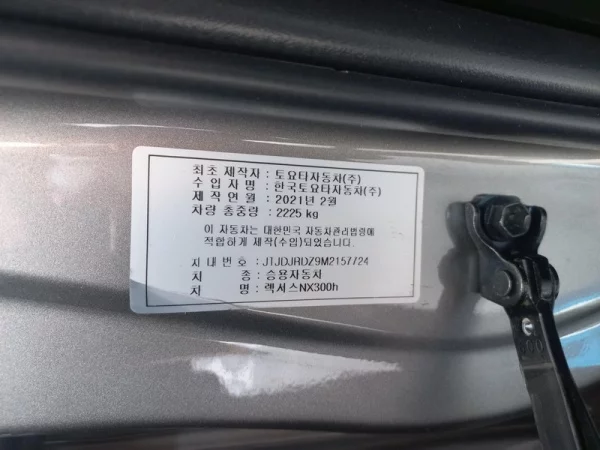 최초 제작자 : 토요타자동차(주)
수 입 자 명 : 한국토요타자동차(주)
제 작 연 월 : 2021년 2월
차량 총중량 : 2225 kg
이 자동차는 대한민국 자동차관리법령에
적합하게 제작(수입)되었습니다.
차 대 번 호 : JTJDJRDZ9M2157724
차 종 : 승용자동차
차 명 : 렉서스NX300h